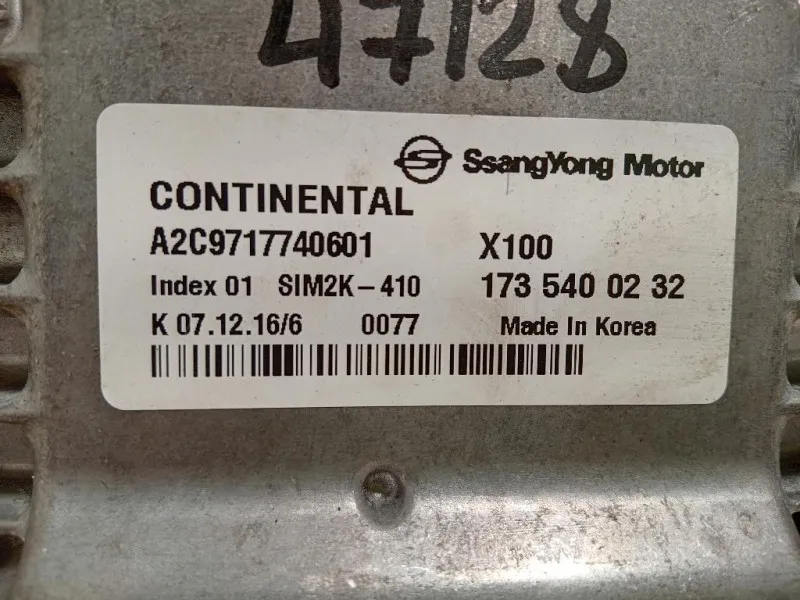 47128
SsangYong Motor
CONTINENTAL
A2C9717740601 X100
Index 01 SIM2K-410 173 540 02 32
K 07.12.16/6 0077 Made In Korea